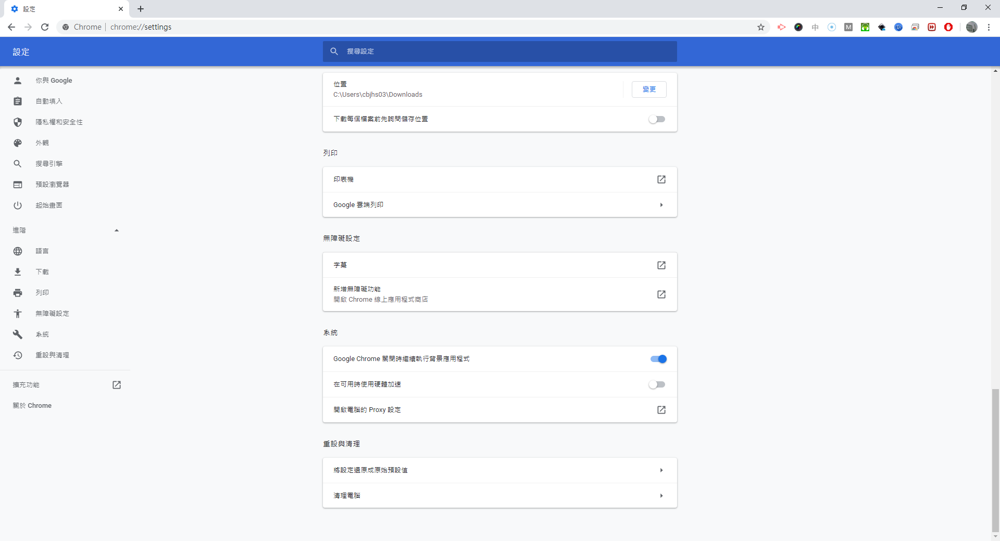 設定
Chrome | chrome://settings
中
M
設定
搜尋設定
你與 Google
自動填入
隱私權和安全性
外觀
搜尋引擎
預設瀏覽器
起始畫面
進階
語言
下載
列印
無障礙設定
系統
重設與清理
擴充功能
關於 Chrome
位置
C:\Users\cbjhs03\Downloads
變更
下載每個檔案前先詢問儲存位置
列印
印表機
Google 雲端列印
無障礙設定
字幕
新增無障礙功能
開啟 Chrome 線上應用程式商店
系統
Google Chrome 關閉時繼續執行背景應用程式
在可用時使用硬體加速
開啟電腦的 Proxy 設定
重設與清理
將設定還原成原始預設值
清理電腦